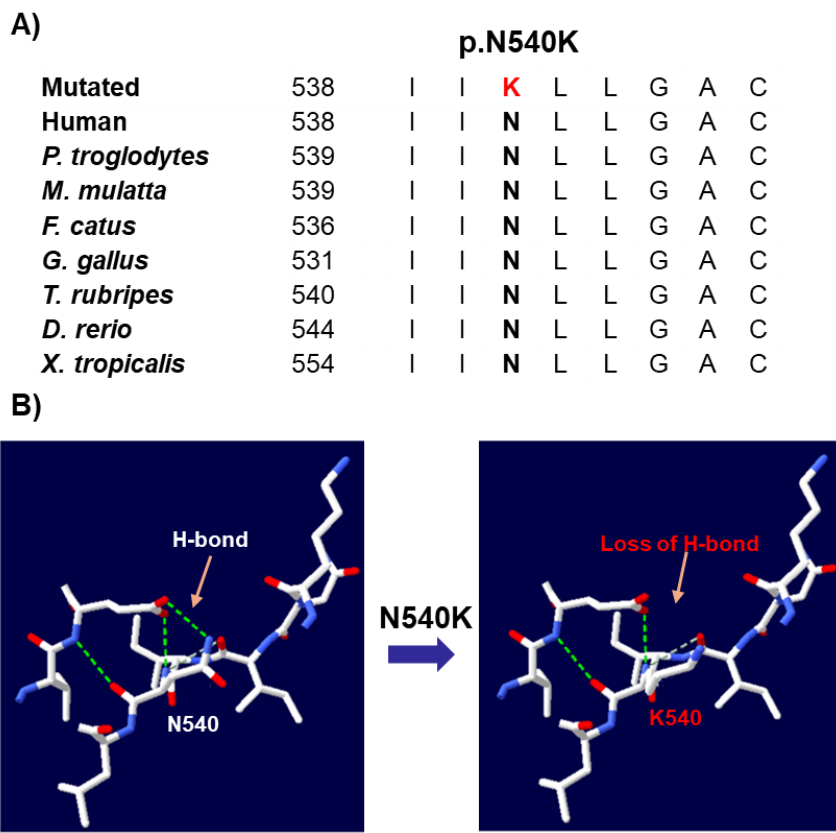 A)
p.N540K
Mutated 538 I I K L L G A C
Human 538 I I N L L G A C
P. troglodytes 539 I I N L L G A C
M. mulatta 539 I I N L L G A C
F. catus 536 I I N L L G A C
G. gallus 531 I I N L L G A C
T. rubripes 540 I I N L L G A C
D. rerio 544 I I N L L G A C
X. tropicalis 554 I I N L L G A C
B)
H-bond
N540
N540K
Loss of H-bond
K540